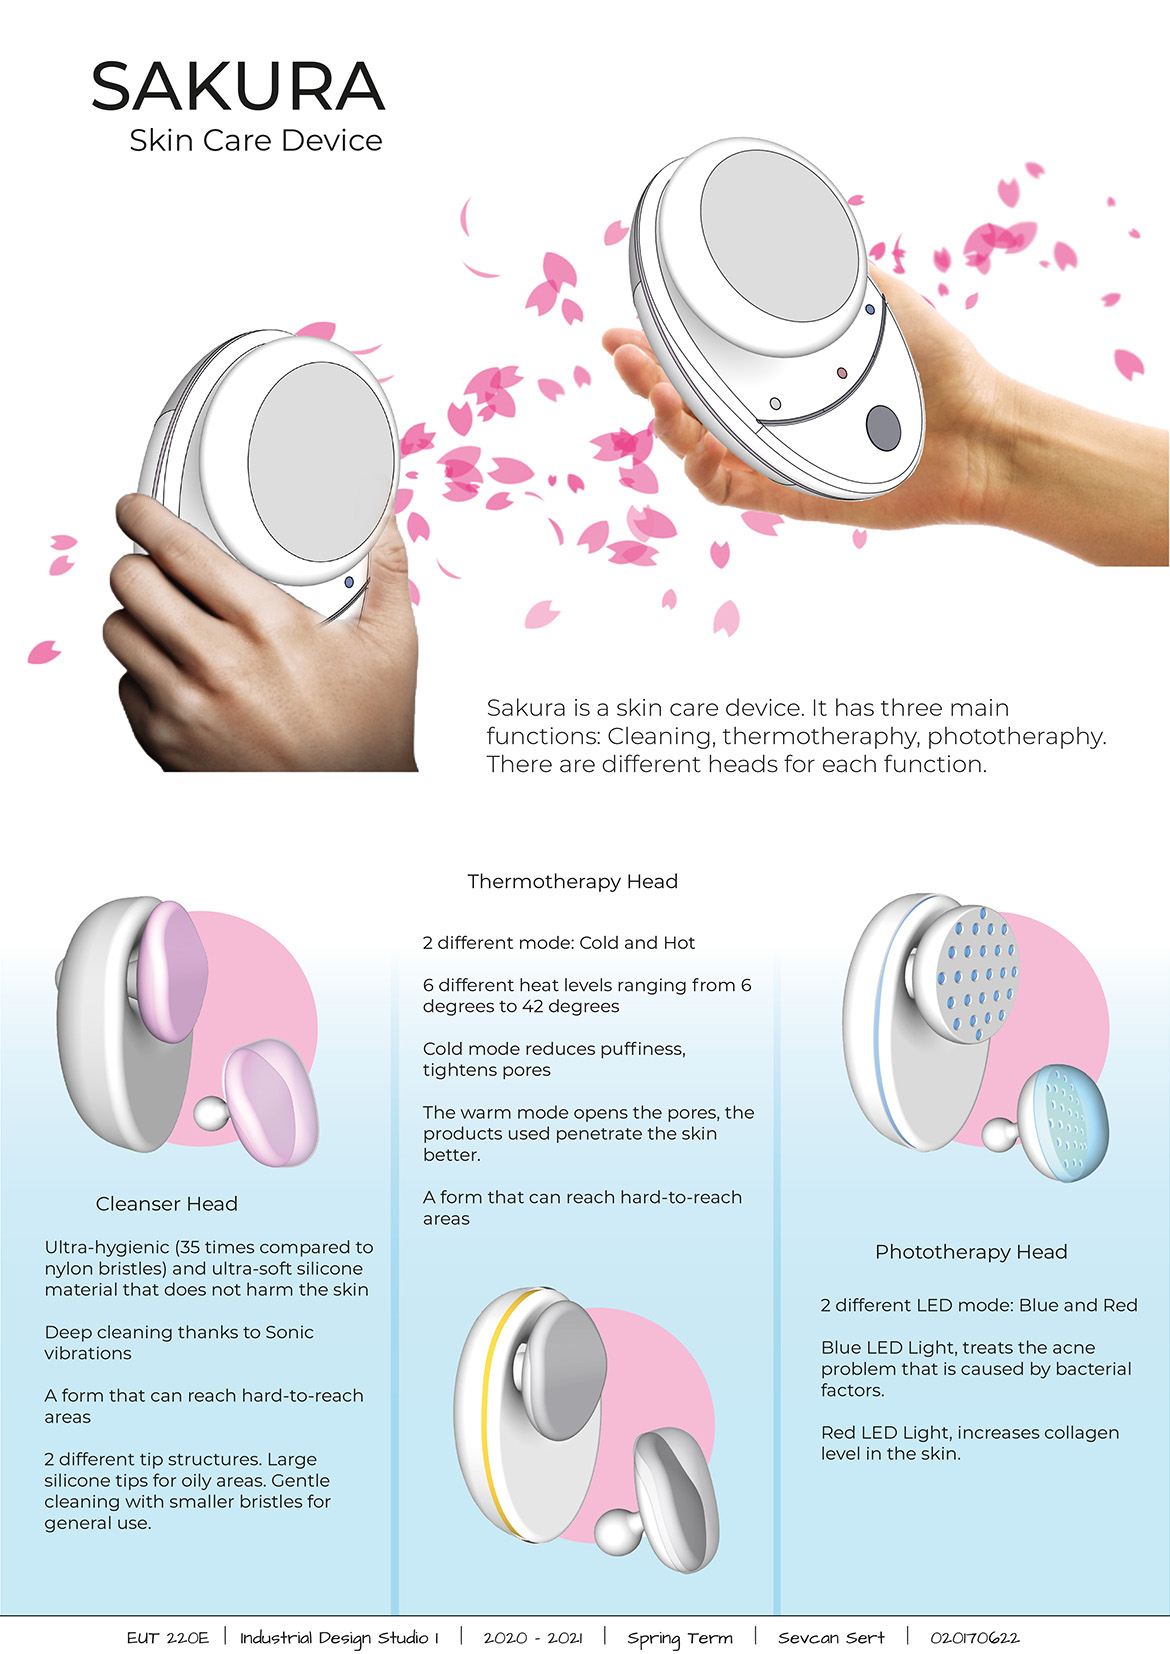 SAKURA
Skin Care Device
Sakura is a skin care device. It has three main
functions: Cleaning, thermotheraphy, phototheraphy.
There are different heads for each function.
Cleanser Head
Ultra-hygienic (35 times compared to
nylon bristles) and ultra-soft silicone
material that does not harm the skin
Deep cleaning thanks to Sonic
vibrations
A form that can reach hard-to-reach
areas
2 different tip structures. Large
silicone tips for oily areas. Gentle
cleaning with smaller bristles for
general use.
Thermotherapy Head
2 different mode: Cold and Hot
6 different heat levels ranging from 6
degrees to 42 degrees
Cold mode reduces puffiness,
tightens pores
The warm mode opens the pores, the
products used penetrate the skin
better.
A form that can reach hard-to-reach
areas
Phototherapy Head
2 different LED mode: Blue and Red
Blue LED Light, treats the acne
problem that is caused by bacterial
factors.
Red LED Light, increases collagen
level in the skin.
EUT 220E | Industrial Design Studio I | 2020 - 2021 | Spring Term | Sevcan Sert | 020170622